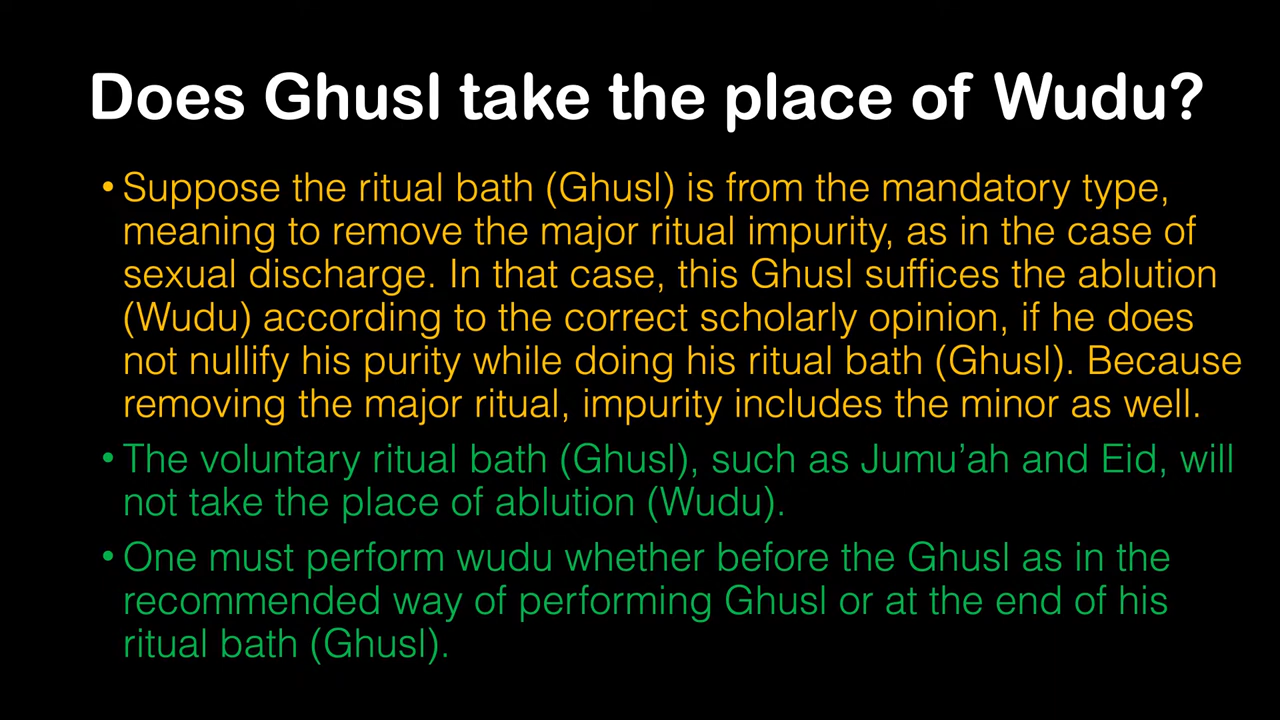 Does Ghusl take the place of Wudu?
• Suppose the ritual bath (Ghusl) is from the mandatory type,
meaning to remove the major ritual impurity, as in the case of
sexual discharge. In that case, this Ghusl suffices the ablution
(Wudu) according to the correct scholarly opinion, if he does
not nullify his purity while doing his ritual bath (Ghusl). Because
removing the major ritual, impurity includes the minor as well.
• The voluntary ritual bath (Ghusl), such as Jumu’ah and Eid, will
not take the place of ablution (Wudu).
• One must perform wudu whether before the Ghusl as in the
recommended way of performing Ghusl or at the end of his
ritual bath (Ghusl).